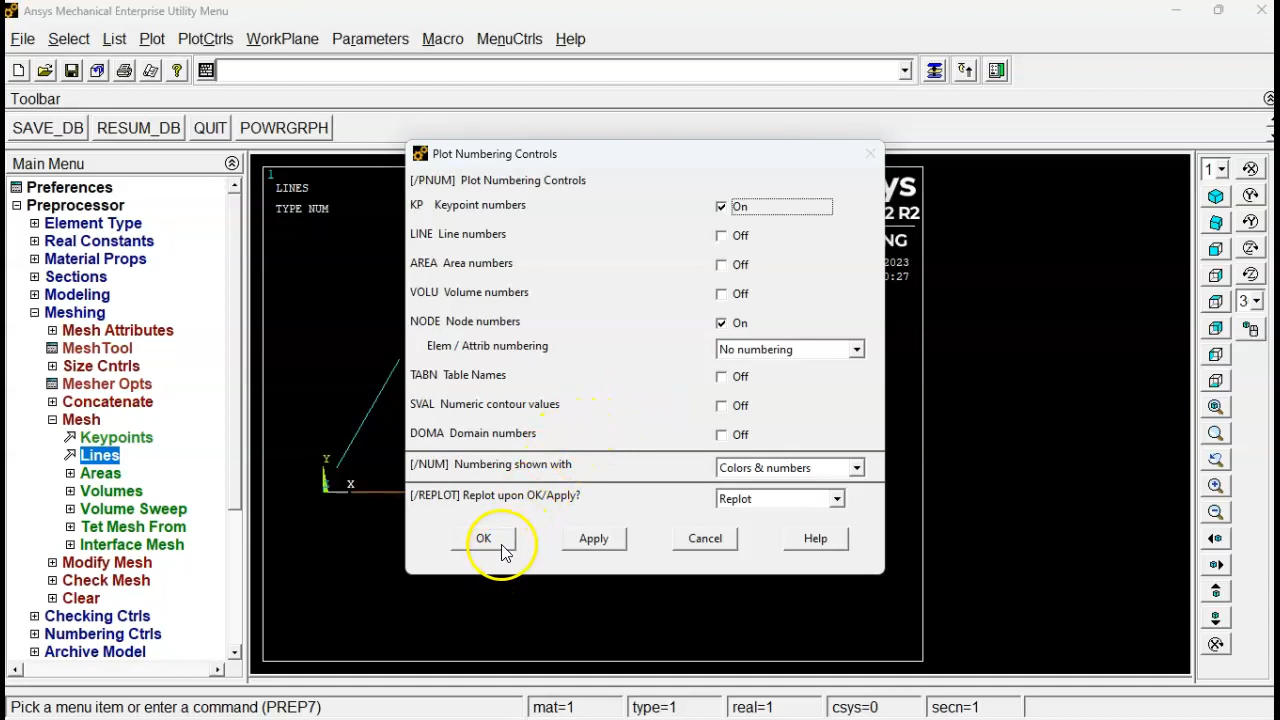 Ansys Mechanical Enterprise Utility Menu
File Select List Plot PlotCtrls WorkPlane Parameters Macro MenuCtrls Help
Toolbar
SAVE_DB RESUM_DB QUIT POWRGRPH
Main Menu
Preferences
Preprocessor
Element Type
Real Constants
Material Props
Sections
Modeling
Meshing
Mesh Attributes
MeshTool
Size Cntrls
Mesher Opts
Concatenate
Mesh
Keypoints
Lines
Areas
Volumes
Volume Sweep
Tet Mesh From
Interface Mesh
Modify Mesh
Check Mesh
Clear
Checking Ctrls
Numbering Ctrls
Archive Model
1
LINES
TYPE NUM
Y
X
ys
2 R2
NG
2023
0:27
Plot Numbering Controls
[/PNUM] Plot Numbering Controls
KP Keypoint numbers On
LINE Line numbers Off
AREA Area numbers Off
VOLU Volume numbers Off
NODE Node numbers On
Elem / Attrib numbering No numbering
TABN Table Names Off
SVAL Numeric contour values Off
DOMA Domain numbers Off
[/NUM] Numbering shown with Colors & numbers
[/REPLOT] Replot upon OK/Apply? Replot
OK Apply Cancel Help
1
3
Pick a menu item or enter a command (PREP7) mat=1 type=1 real=1 csys=0 secn=1